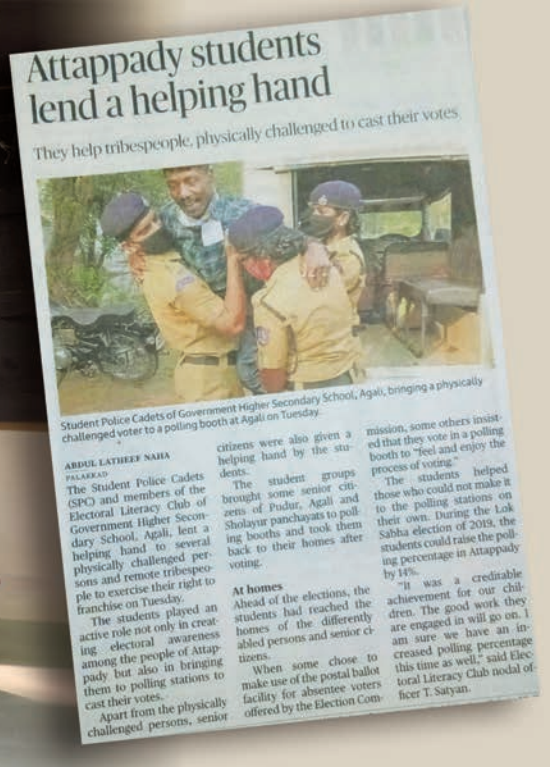 Attappady students
lend a helping hand
They help tribespeople, physically challenged to cast their votes
Student Police Cadets of Government Higher Secondary School, Agali, bringing a physically
challenged voter to a polling booth at Agali on Tuesday.
ABDUL LATHEEF NAHA
PALAKKAD
The Student Police Cadets
(SPC) and members of the
Electoral Literacy Club of
Government Higher Secon-
dary School, Agali, lent a
helping hand to several
physically challenged per-
sons and remote tribespeo-
ple to exercise their right to
franchise on Tuesday.
The students played an
active role not only in creat-
ing electoral awareness
among the people of Attap-
pady but also in bringing
them to polling stations to
cast their votes.
Apart from the physically
challenged persons, senior
citizens were also given a
helping hand by the stu-
dents.
The student groups
brought some senior citi-
zens of Pudur, Agali and
Sholayur panchayats to poll-
ing booths and took them
back to their homes after
voting.
At homes
Ahead of the elections, the
students had reached the
homes of the differently
abled persons and senior ci-
tizens.
When some chose to
make use of the postal ballot
facility for absentee voters
offered by the Election Com-
mission, some others insist-
ed that they vote in a polling
booth to “feel and enjoy the
process of voting.”
The students helped
those who could not make it
to the polling stations on
their own. During the Lok
Sabha election of 2019, the
students could raise the poll-
ing percentage in Attappady
by 14%.
“It was a creditable
achievement for our chil-
dren. The good work they
are engaged in will go on. I
am sure we have an in-
creased polling percentage
this time as well,” said Elec-
toral Literacy Club nodal of-
ficer T. Satyan.